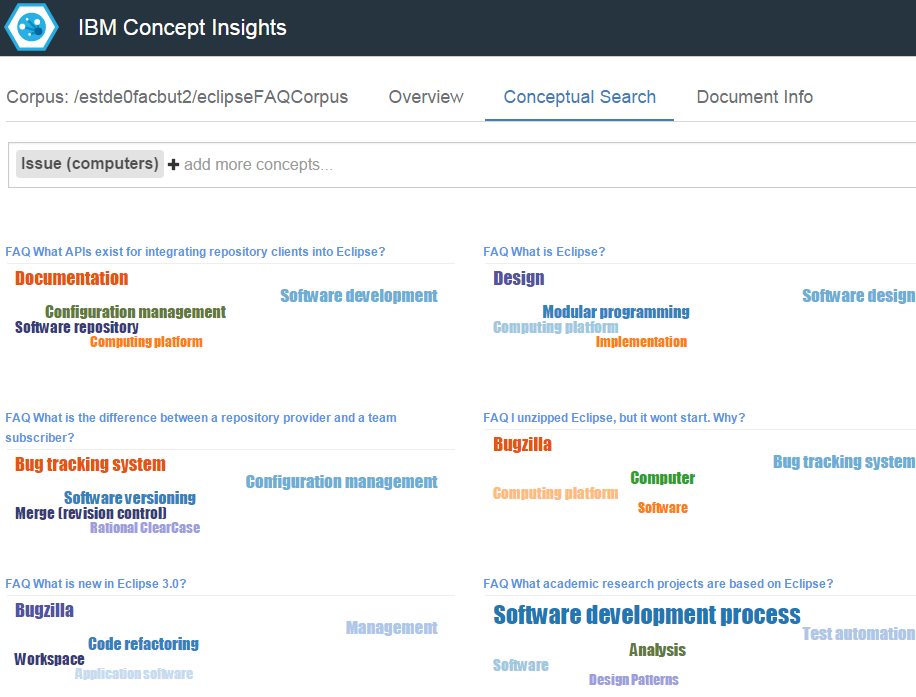 IBM Concept Insights
Corpus: /estde0facbut2/eclipseFAQCorpus Overview Conceptual Search Document Info
Issue (computers) + add more concepts...
FAQ What APIs exist for integrating repository clients into Eclipse?
Documentation
Software development
Configuration management
Software repository
Computing platform
FAQ What is Eclipse?
Design
Software design
Modular programming
Computing platform
Implementation
FAQ What is the difference between a repository provider and a team
subscriber?
Bug tracking system
Configuration management
Software versioning
Merge (revision control)
Rational ClearCase
FAQ I unzipped Eclipse, but it wont start. Why?
Bugzilla
Bug tracking system
Computer
Computing platform
Software
FAQ What is new in Eclipse 3.0?
Bugzilla
Management
Code refactoring
Workspace
Application software
FAQ What academic research projects are based on Eclipse?
Software development process
Test automation
Analysis
Software
Design Patterns